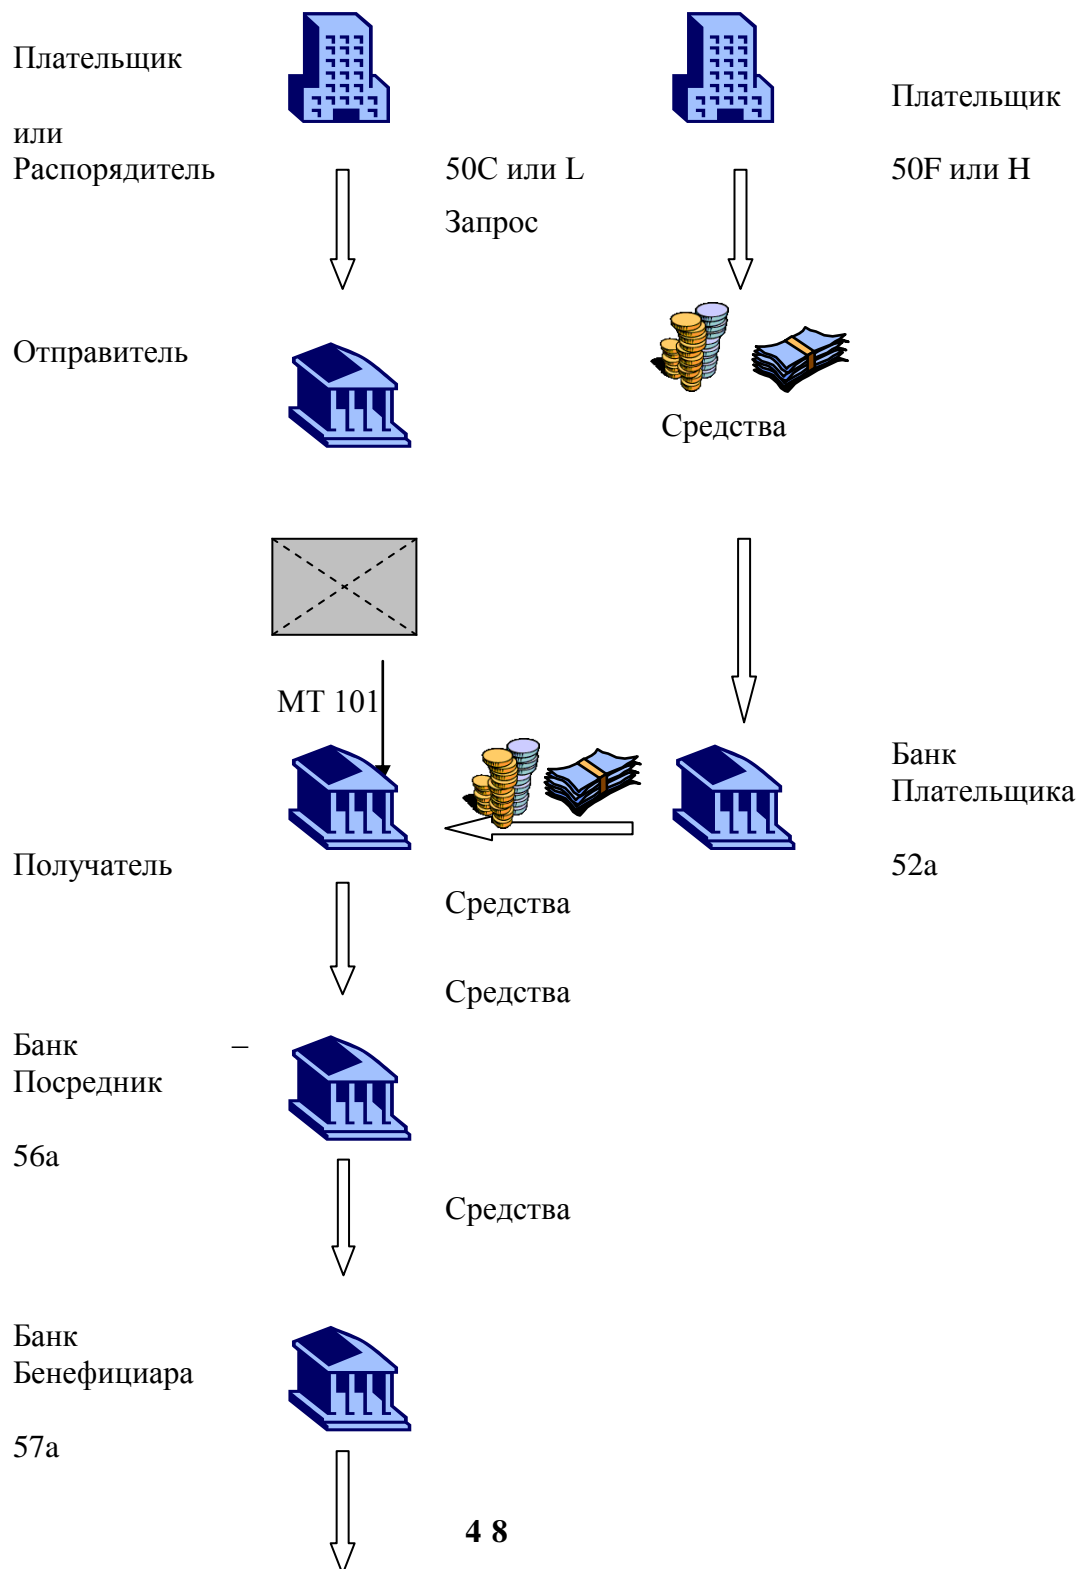 Плательщик
Плательщик
или
Распорядитель
50C или L
50F или H
Запрос
Отправитель
Средства
МТ 101
Банк
Плательщика
Получатель
52a
Средства
Средства
Банк –
Посредник
56a
Средства
Банк
Бенефициара
57a
4 8